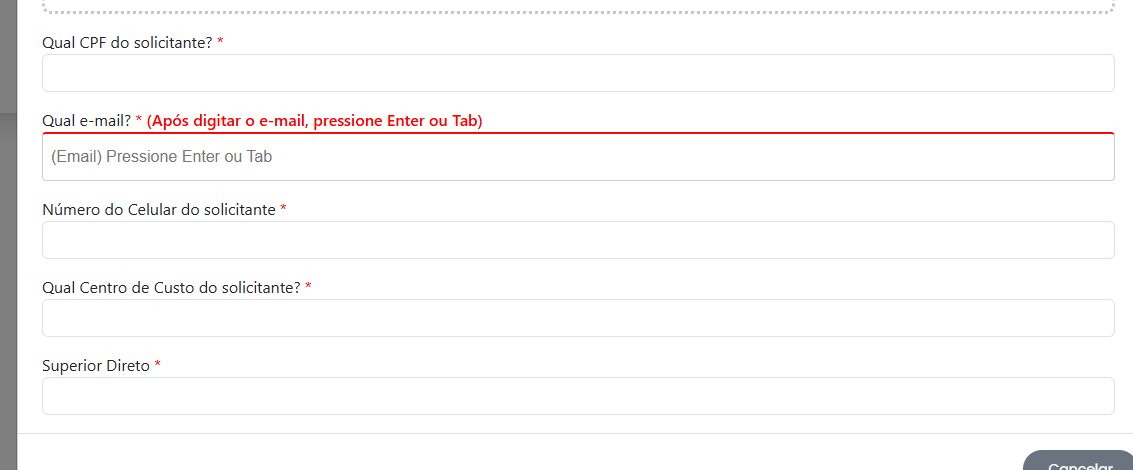 Qual CPF do solicitante? *
Qual e-mail? * (Após digitar o e-mail, pressione Enter ou Tab)
(Email) Pressione Enter ou Tab
Número do Celular do solicitante *
Qual Centro de Custo do solicitante? *
Superior Direto *
Cancelar